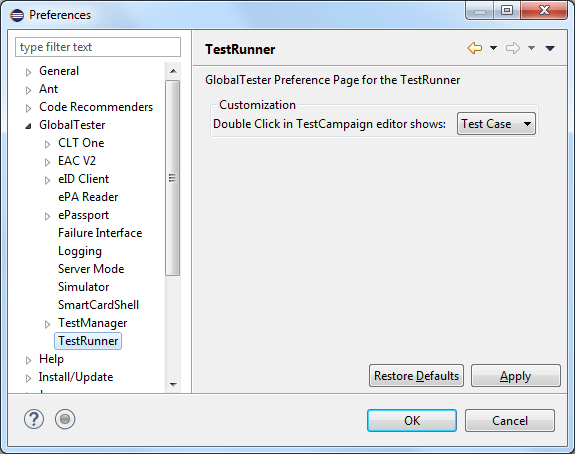 Preferences
type filter text
General
Ant
Code Recommenders
GlobalTester
CLT One
EAC V2
eID Client
ePA Reader
ePassport
Failure Interface
Logging
Server Mode
Simulator
SmartCardShell
TestManager
TestRunner
Help
Install/Update
TestRunner
GlobalTester Preference Page for the TestRunner
Customization
Double Click in TestCampaign editor shows: Test Case
Restore Defaults Apply
OK Cancel